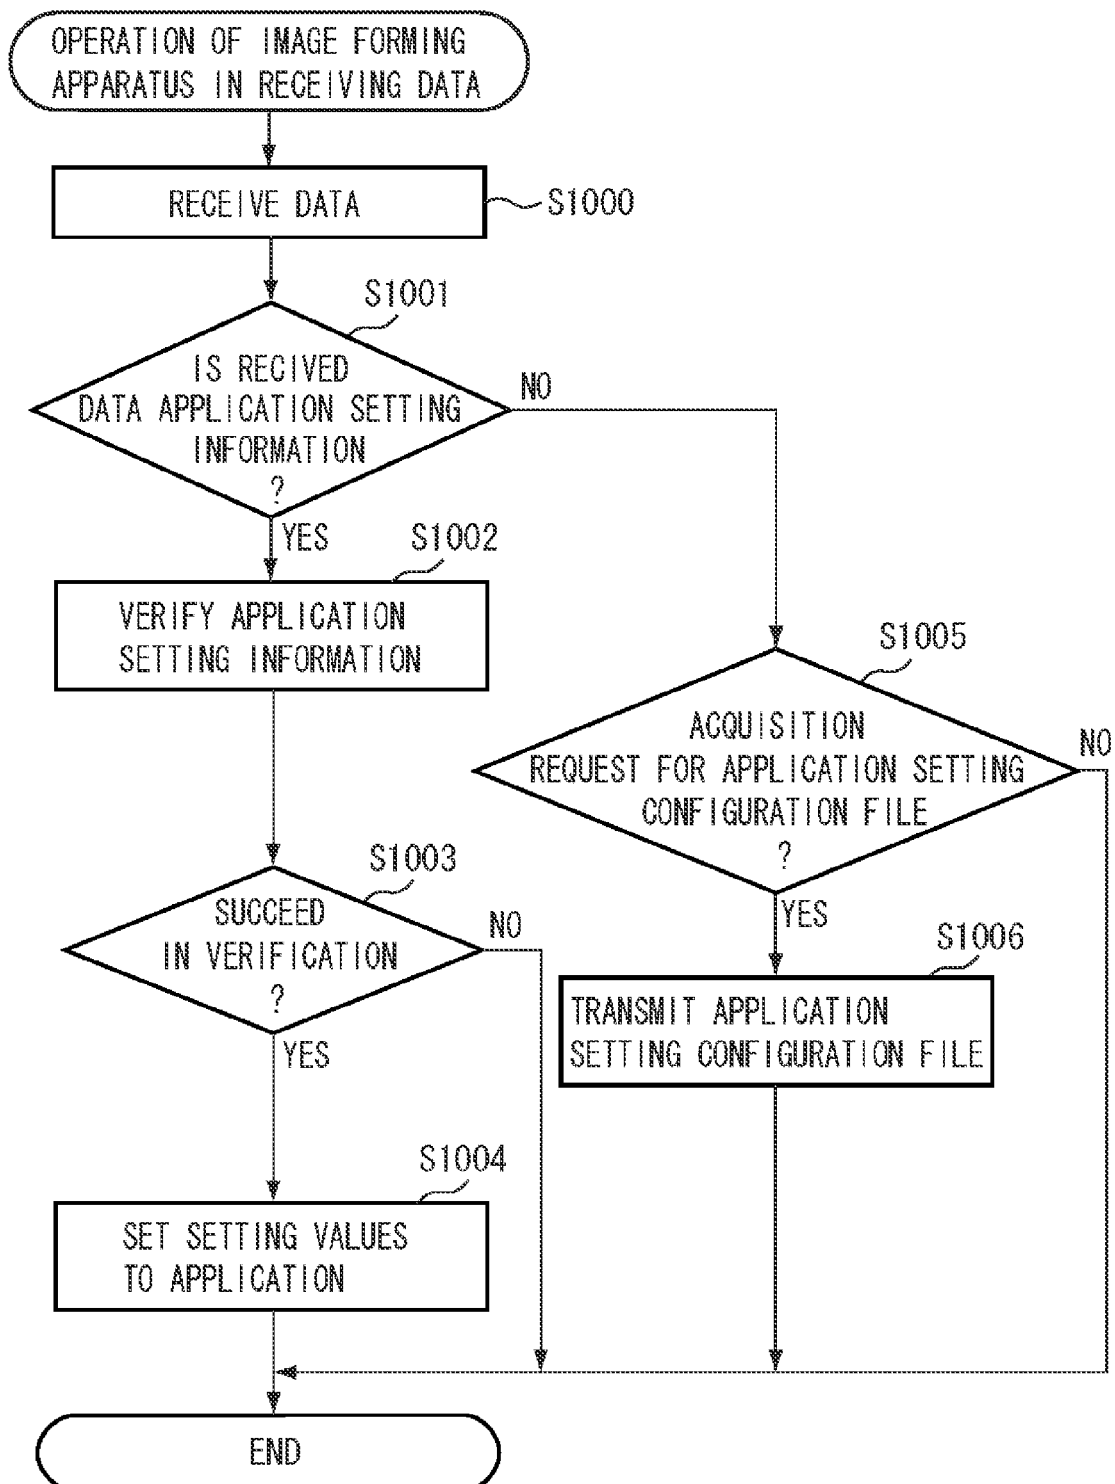 OPERATION OF IMAGE FORMING
APPARATUS IN RECEIVING DATA
RECEIVE DATA
S1000
S1001
IS RECIVED
DATA APPLICATION SETTING
INFORMATION
?
NO
YES
S1002
VERIFY APPLICATION
SETTING INFORMATION
S1005
ACQUISITION
REQUEST FOR APPLICATION SETTING
CONFIGURATION FILE
?
NO
YES
S1003
SUCCEED
IN VERIFICATION
?
NO
YES
S1006
TRANSMIT APPLICATION
SETTING CONFIGURATION FILE
S1004
SET SETTING VALUES
TO APPLICATION
END